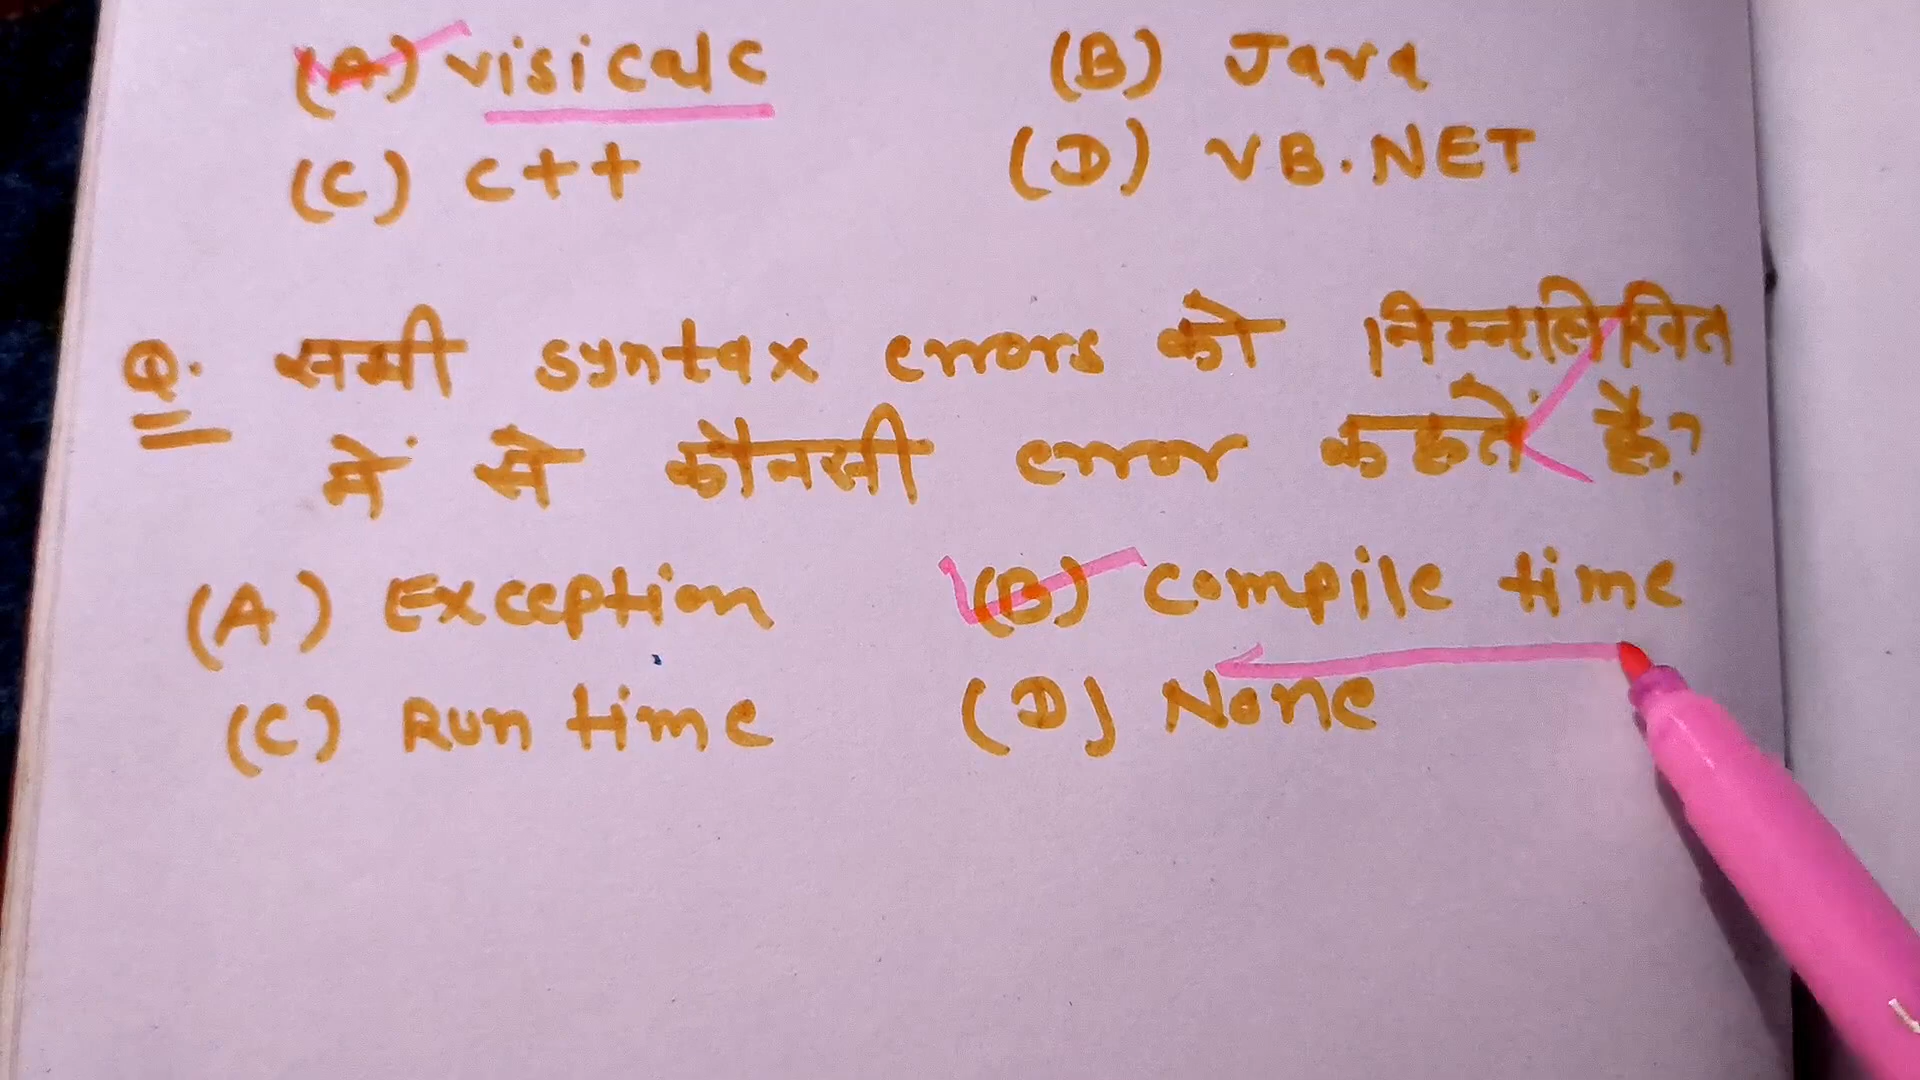 (A) visicalc (B) Java
(C) C++ (D) VB.NET
Q. सभी syntax errors को निम्नलिखित
में से कौनसी error कहते है?
(A) Exception (B) Compile time
(C) Run time (D) None